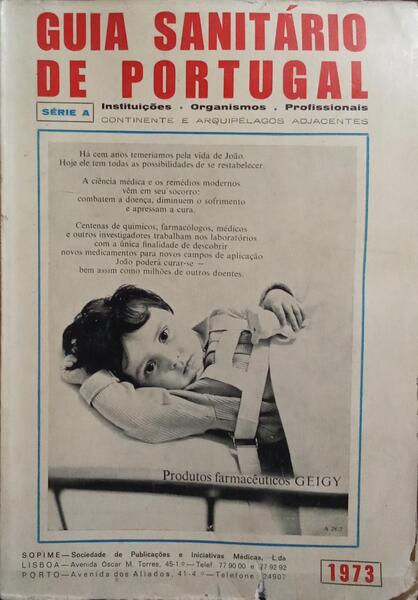 GUIA SANITÁRIO
DE PORTUGAL
SÉRIE A
Instituições . Organismos . Profissionais
CONTINENTE E ARQUIPÉLAGOS ADJACENTES
Há cem anos temeríamos pela vida de João.
Hoje ele tem todas as possibilidades de se restabelecer.
A ciência médica e os remédios modernos
vêm em seu socorro:
combatem a doença, diminuem o sofrimento
e apressam a cura.
Centenas de químicos, farmacólogos, médicos
e outros investigadores trabalham nos laboratórios
com a única finalidade de descobrir
novos medicamentos para novos campos de aplicação
João poderá curar-se —
bem assim como milhões de outros doentes.
Produtos farmacêuticos GEIGY
SOPIME — Sociedade de Publicações e Iniciativas Médicas, L.da
LISBOA — Avenida Óscar M. Torres, 45-1.º — Telef. 77 90 00 e 77 92 92
PORTO — Avenida dos Aliados, 41-4.º — Telefone 24907
1973